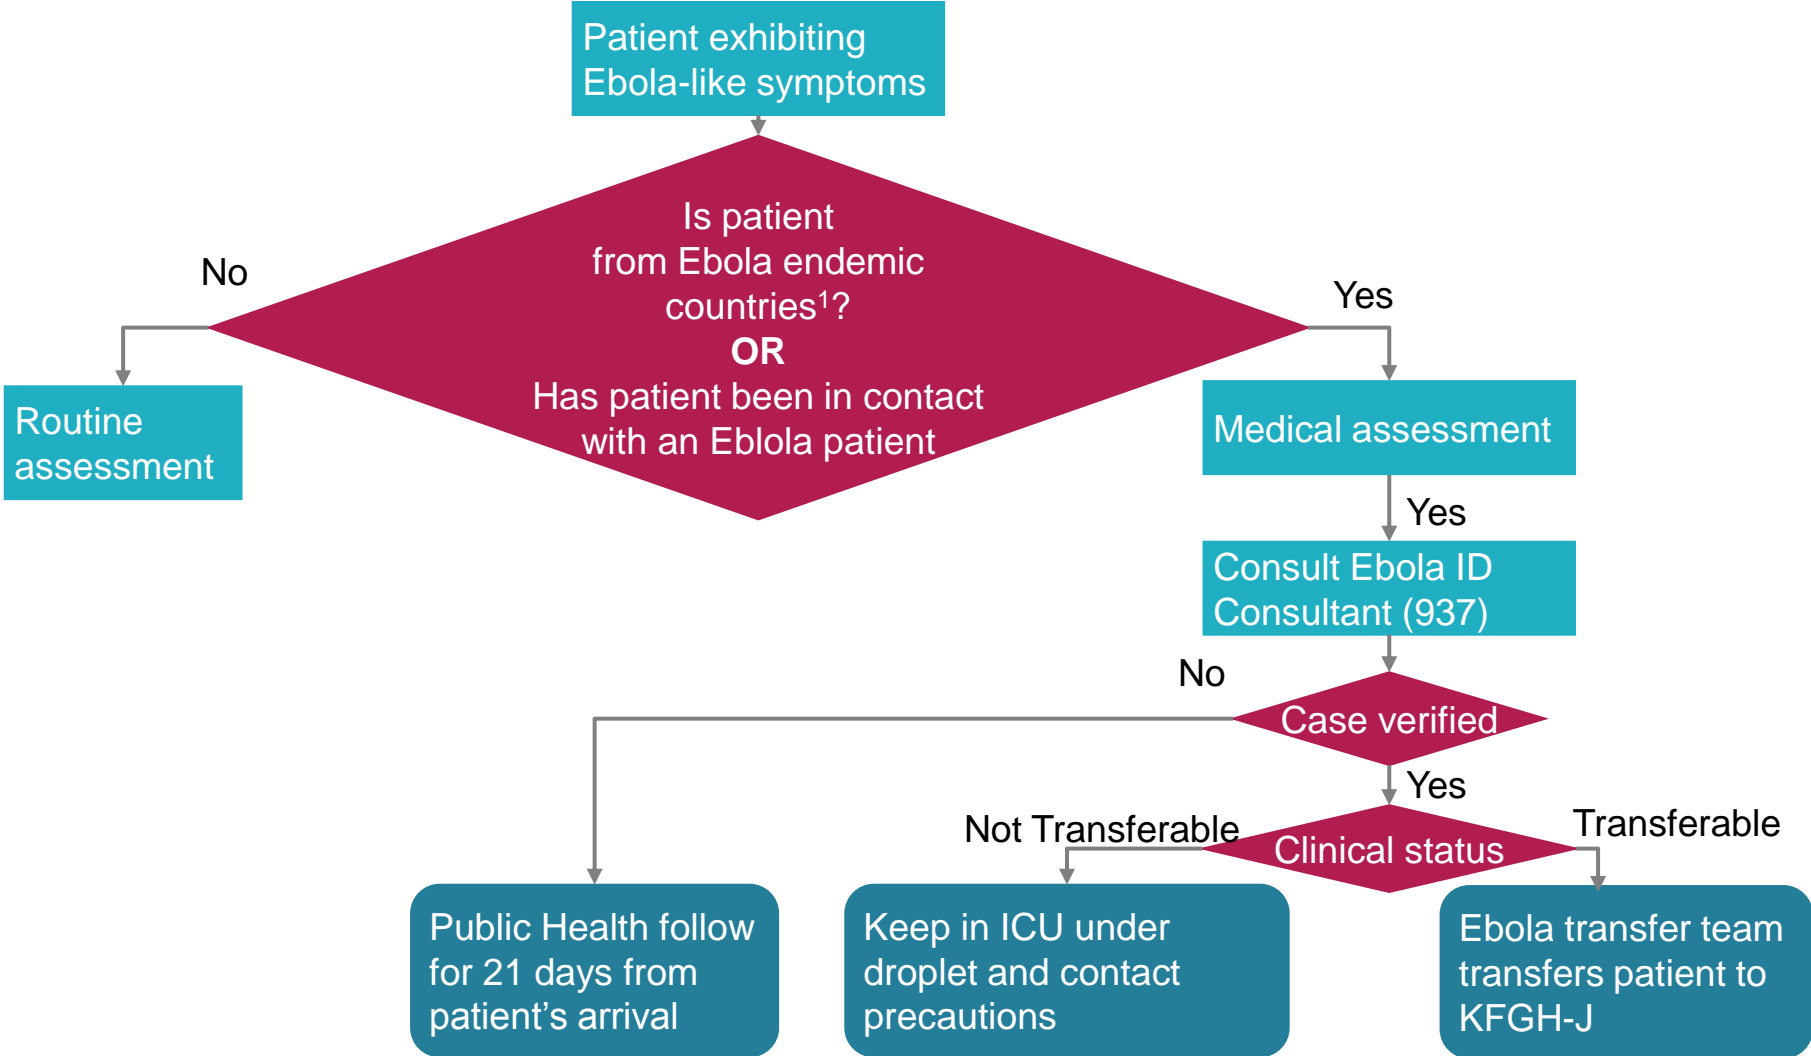 Patient exhibiting
Ebola-like symptoms
Is patient
from Ebola endemic
countries¹?
OR
Has patient been in contact
with an Eblola patient
No
Yes
Routine
assessment
Medical assessment
Yes
Consult Ebola ID
Consultant (937)
No
Case verified
Yes
Not Transferable
Clinical status
Transferable
Public Health follow
for 21 days from
patient’s arrival
Keep in ICU under
droplet and contact
precautions
Ebola transfer team
transfers patient to
KFGH-J